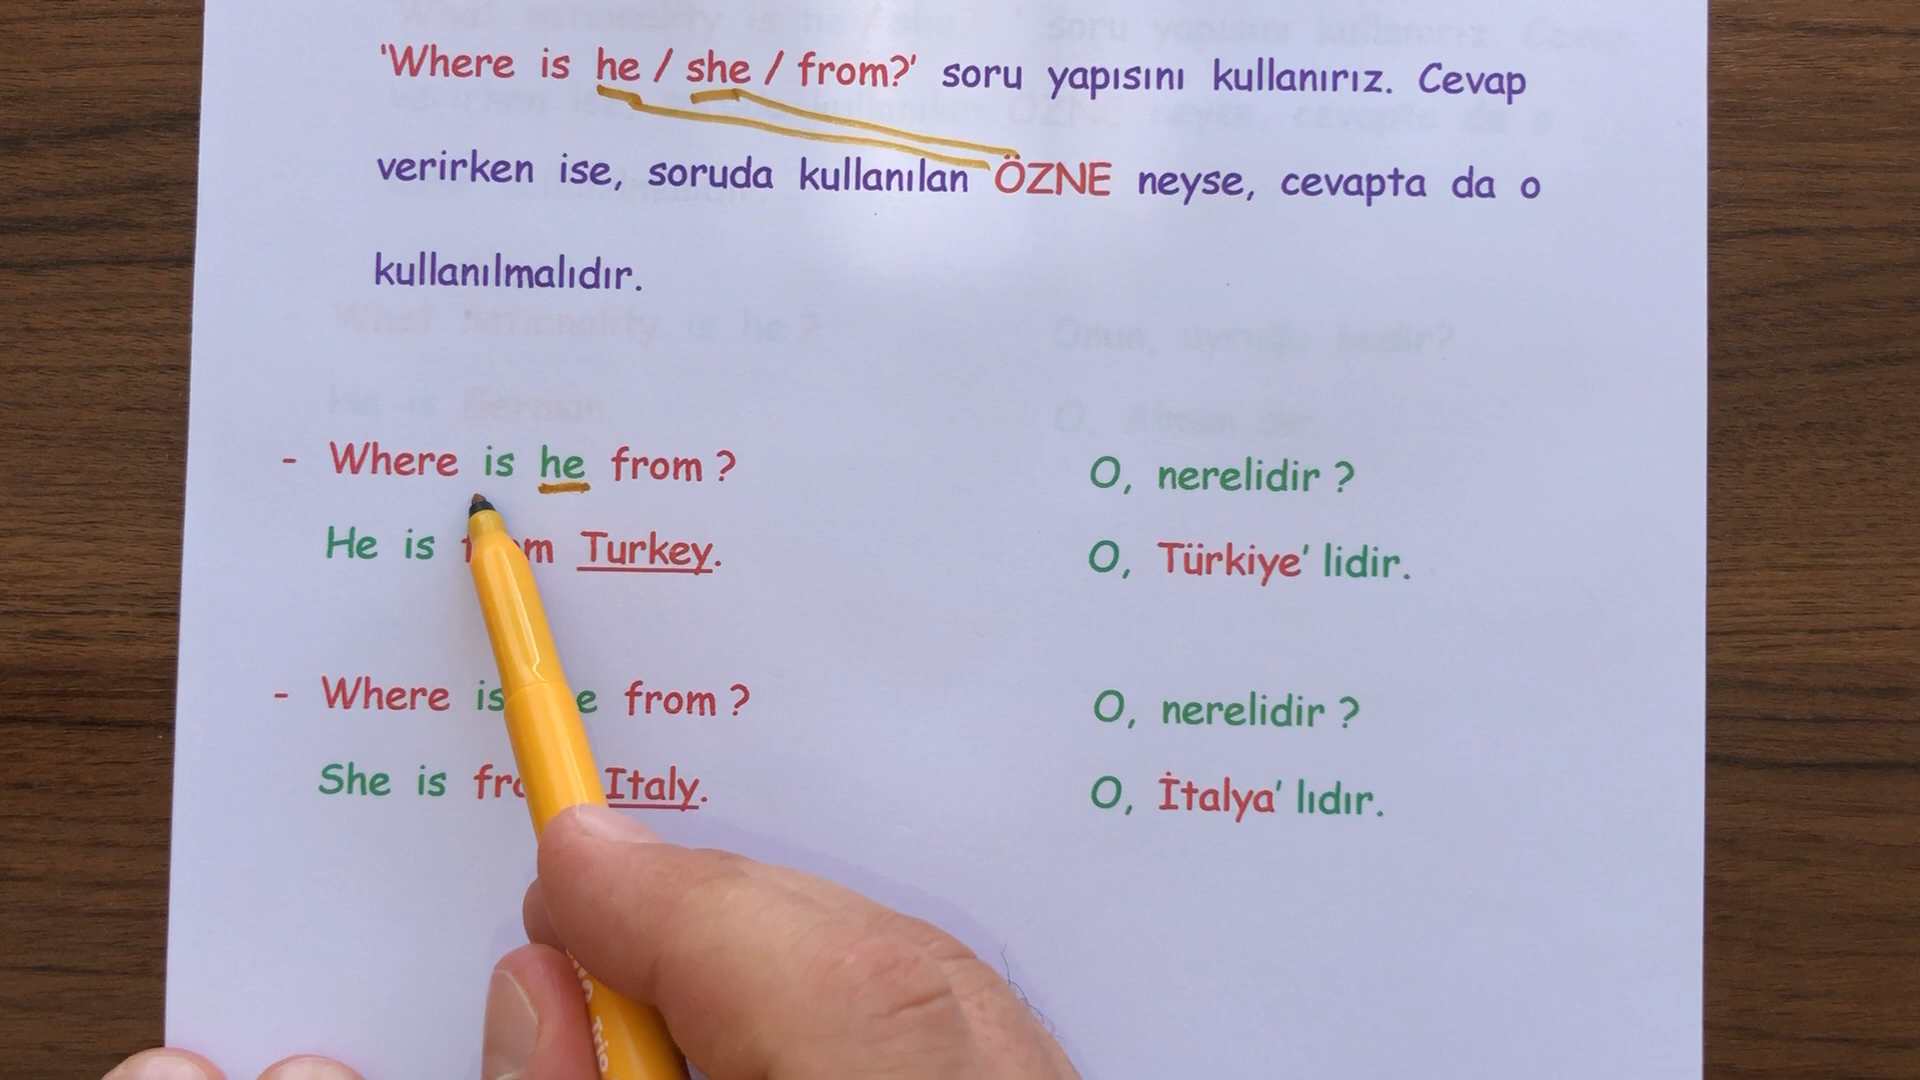 'Where is he / she / from?' soru yapısını kullanırız. Cevap
verirken ise, soruda kullanılan ÖZNE neyse, cevapta da o
kullanılmalıdır.
- Where is he from ? O, nerelidir ?
He is Turkey. O, Türkiye' lidir.
- Where is from ? O, nerelidir ?
She is Italy. O, İtalya' lıdır.